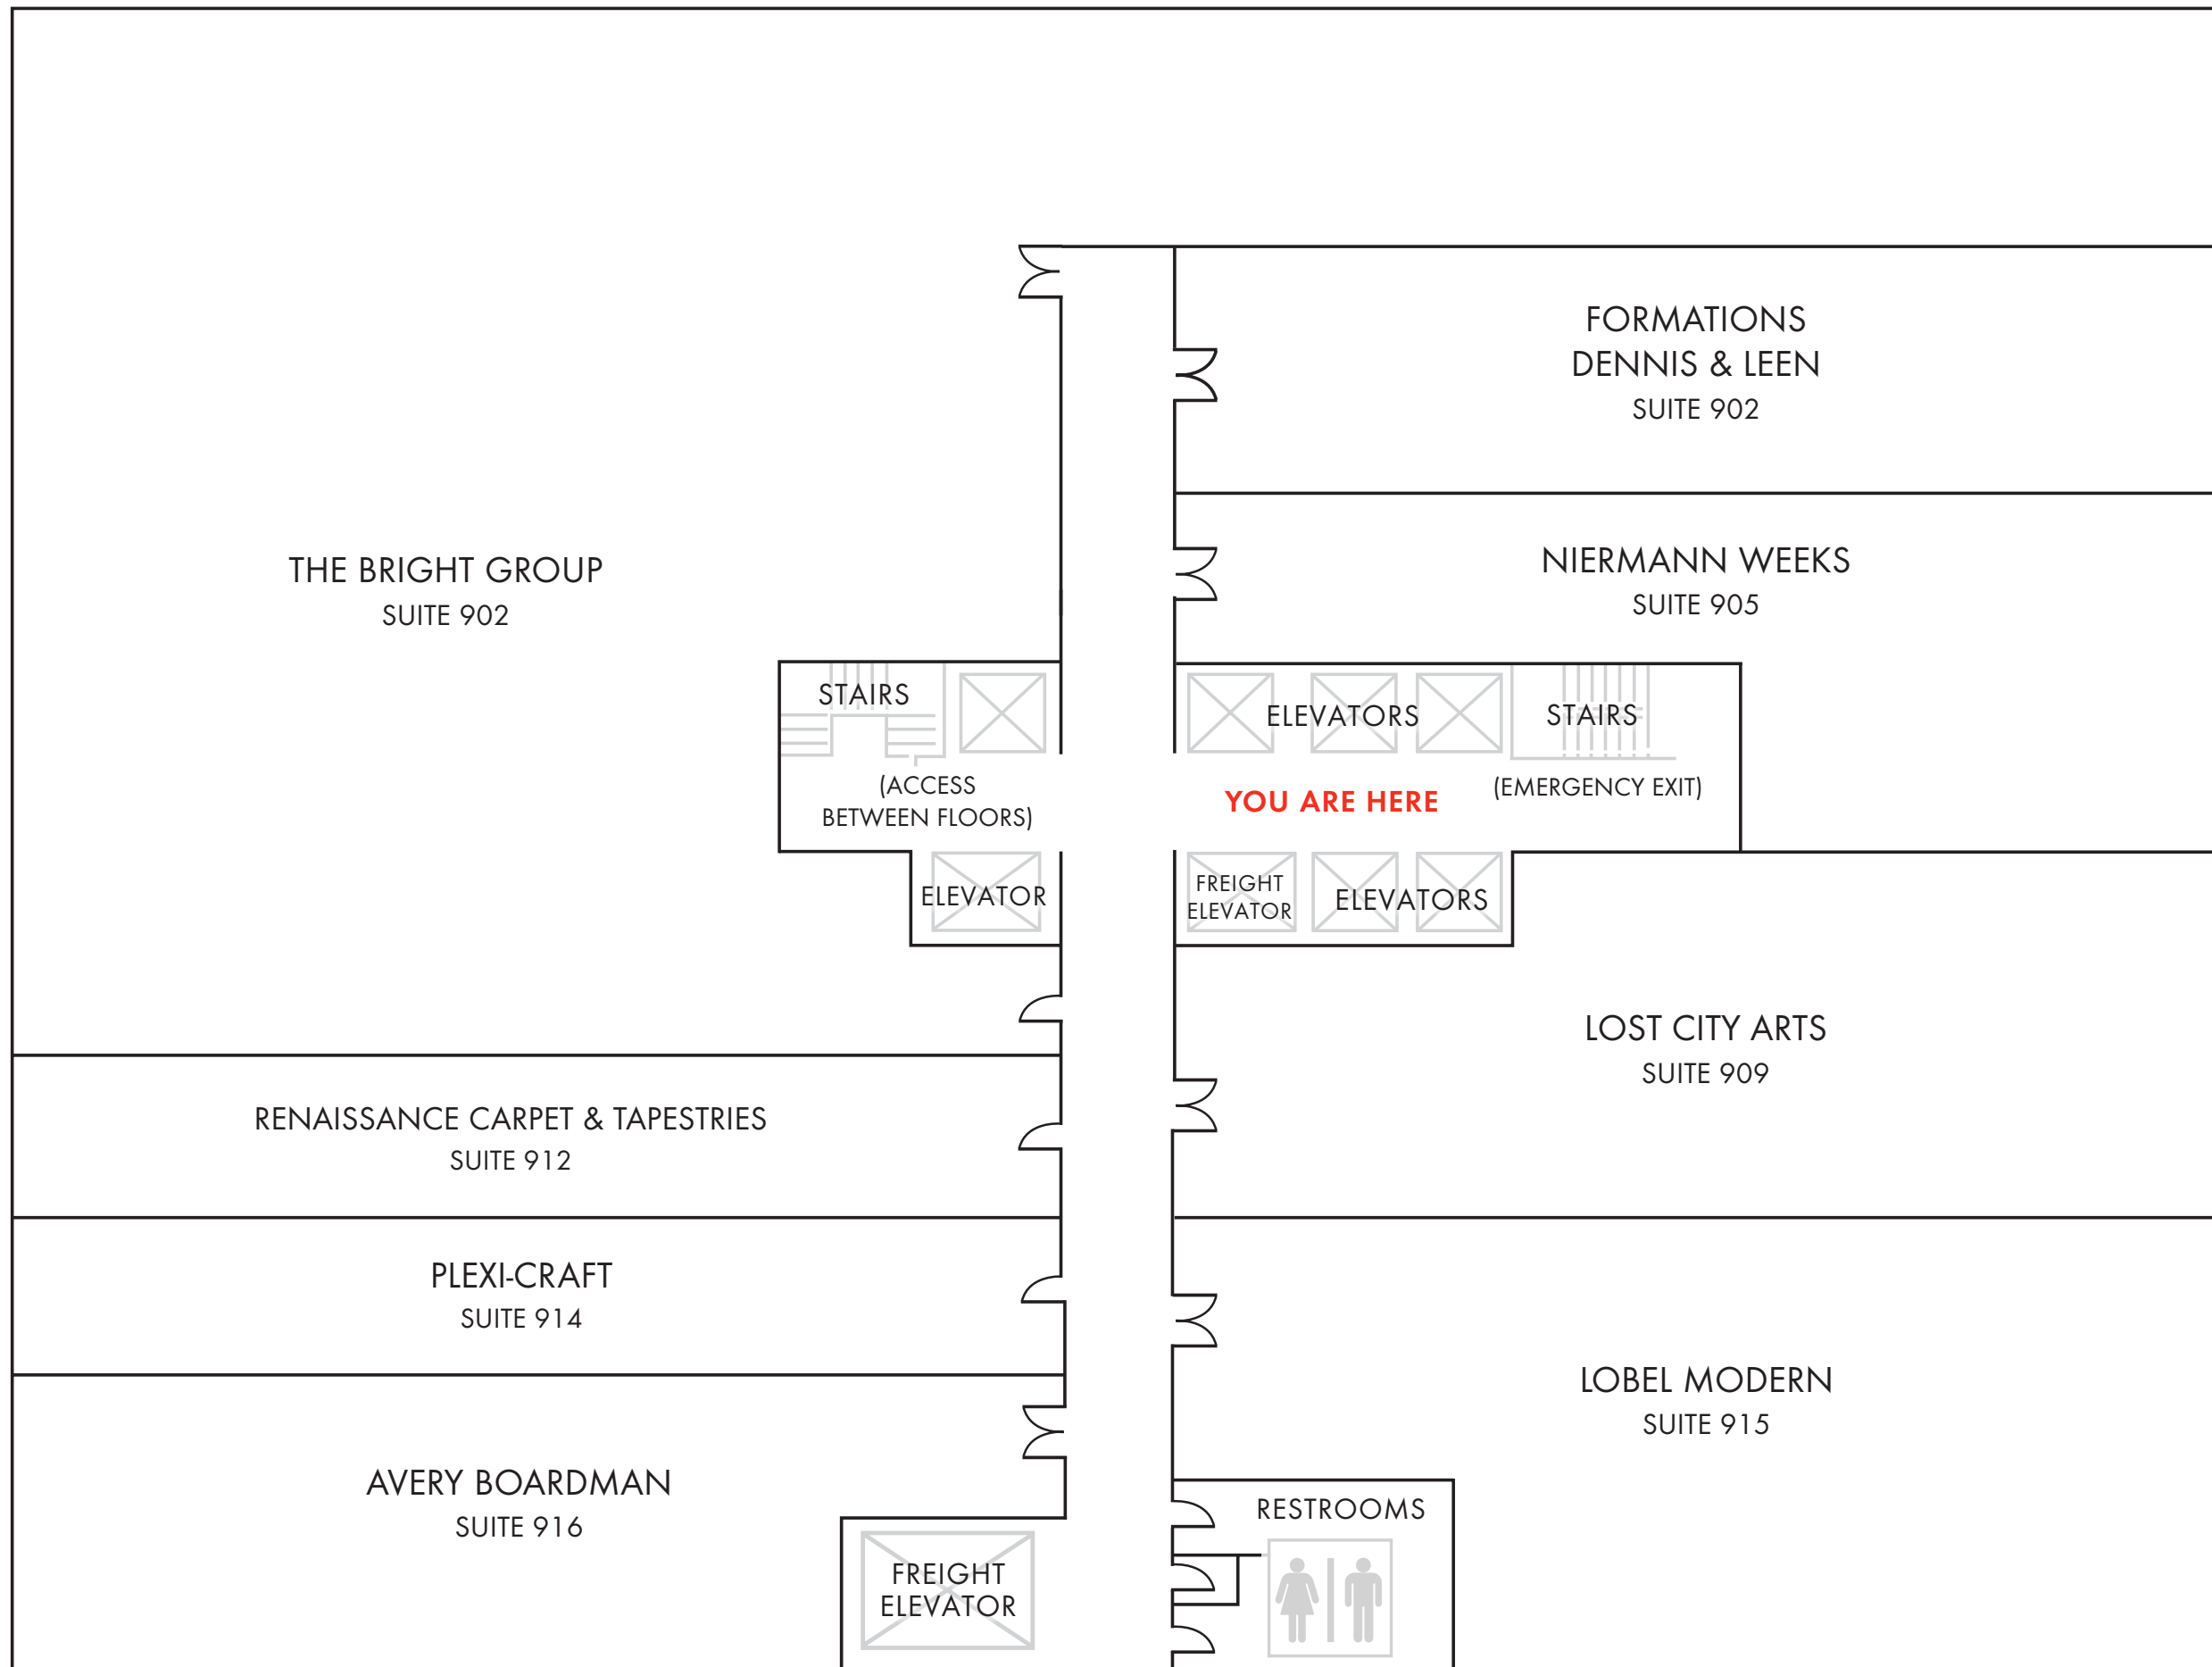 FORMATIONS
DENNIS & LEEN
SUITE 902
THE BRIGHT GROUP
SUITE 902
NIERMANN WEEKS
SUITE 905
STAIRS
(ACCESS
BETWEEN FLOORS)
ELEVATOR
ELEVATORS
STAIRS
YOU ARE HERE
(EMERGENCY EXIT)
FREIGHT
ELEVATOR
ELEVATORS
LOST CITY ARTS
SUITE 909
RENAISSANCE CARPET & TAPESTRIES
SUITE 912
PLEXI-CRAFT
SUITE 914
LOBEL MODERN
SUITE 915
AVERY BOARDMAN
SUITE 916
FREIGHT
ELEVATOR
RESTROOMS